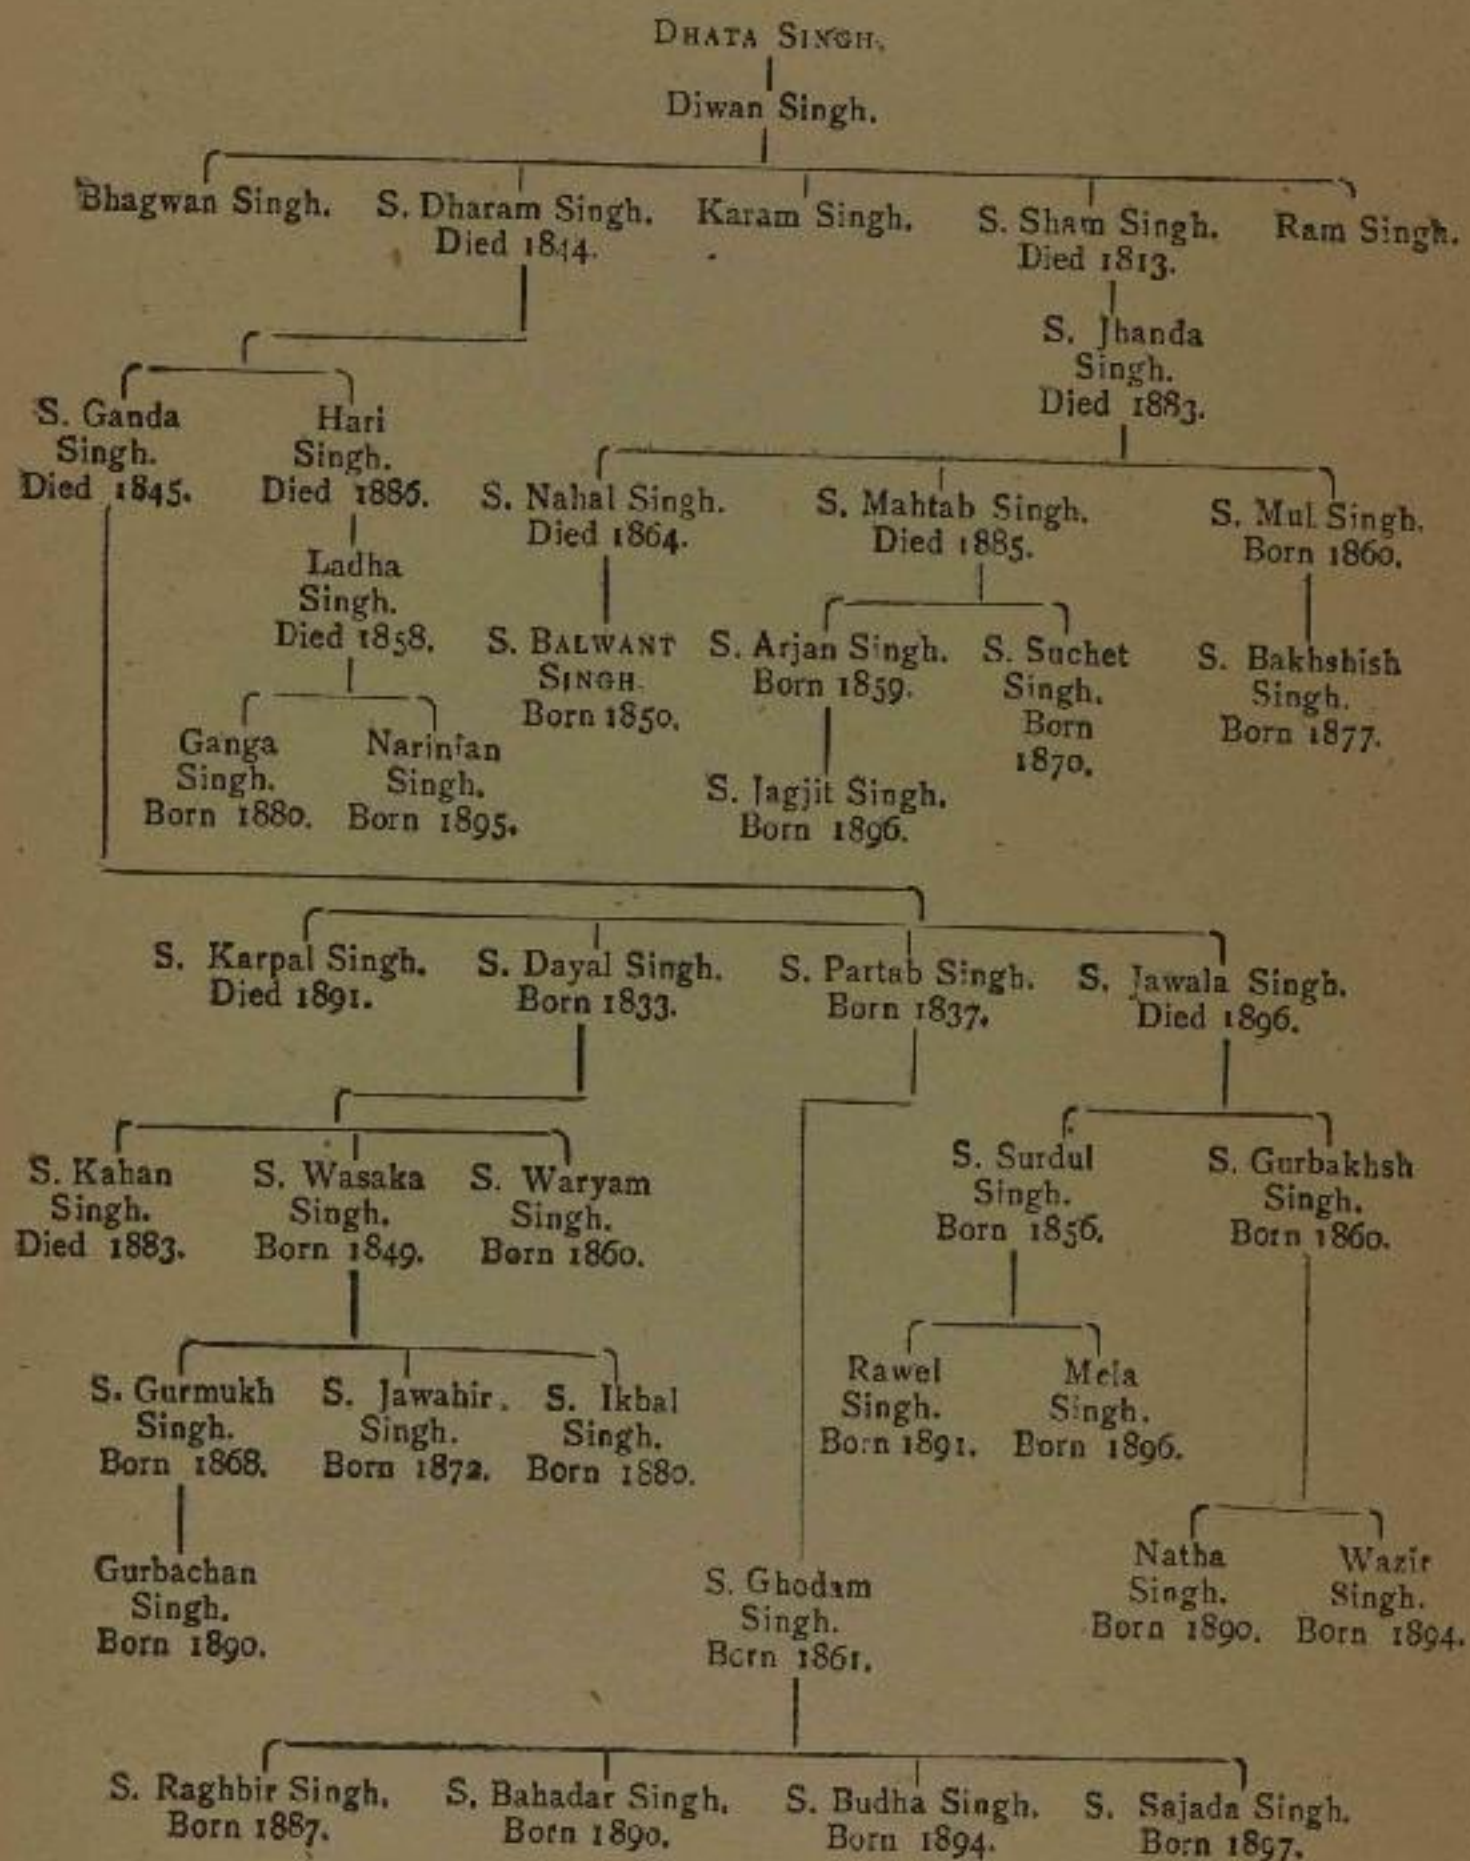 DHATA SINGH.
Diwan Singh.
Bhagwan Singh.
S. Dharam Singh.
Died 1844.
Karam Singh.
S. Sham Singh.
Died 1813.
Ram Singh.
S. Jhanda
Singh.
Died 1883.
S. Ganda
Singh.
Died 1845.
Hari
Singh.
Died 1886.
S. Nahal Singh.
Died 1864.
S. Mahtab Singh.
Died 1885.
S. Mul Singh.
Born 1860.
Ladha
Singh.
Died 1858.
S. BALWANT
SINGH.
Born 1850.
S. Arjan Singh.
Born 1859.
S. Suchet
Singh.
Born
1870.
S. Bakhshish
Singh.
Born 1877.
Ganga
Singh.
Born 1880.
Singh.
Born 1895.
S. Jagjit Singh.
Born 1896.
S. Karpal Singh.
Died 1891.
S. Dayal Singh.
Born 1833.
S. Partab Singh.
Born 1837.
S. Jawala Singh.
Died 1896.
S. Kahan
Singh.
Died 1883.
S. Wasaka
Singh.
Born 1849.
S. Waryam
Singh.
Born 1860.
S. Surdul
Singh.
Born 1856.
S. Gurbakhsh
Singh.
Born 1860.
S. Gurmukh
Singh.
Born 1868.
S. Jawahir
Singh.
Born 1872.
S. Ikbal
Singh.
Born 1880.
Rawel
Singh.
Born 1891.
Mela
Singh.
Born 1896.
Gurbachan
Singh.
Born 1890.
S. Ghodam
Singh.
Born 1861.
Natha
Singh.
Born 1890.
Wazir
Singh.
Born 1894.
S. Raghbir Singh.
Born 1887.
S. Bahadar Singh.
Born 1890.
S. Budha Singh.
Born 1894.
S. Sajada Singh.
Born 1897.